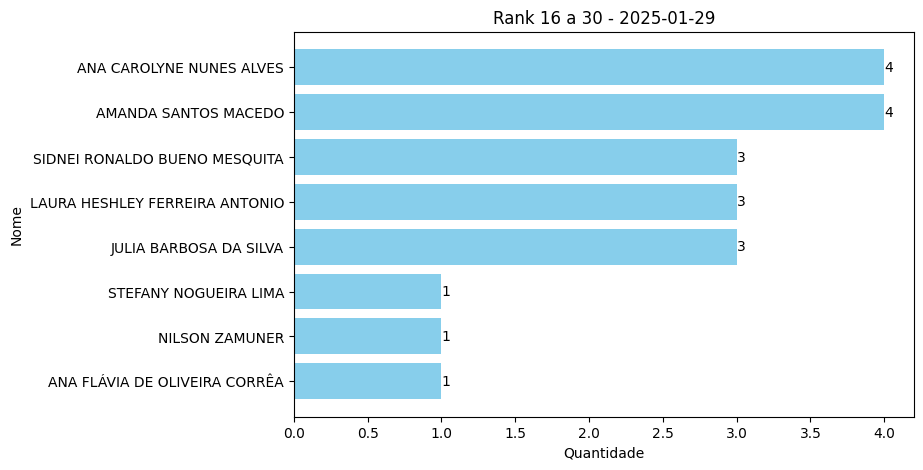 Rank 16 a 30 - 2025-01-29
ANA CAROLYNE NUNES ALVES 4
AMANDA SANTOS MACEDO 4
SIDNEI RONALDO BUENO MESQUITA 3
LAURA HESHLEY FERREIRA ANTONIO 3
JULIA BARBOSA DA SILVA 3
STEFANY NOGUEIRA LIMA 1
NILSON ZAMUNER 1
ANA FLÁVIA DE OLIVEIRA CORRÊA 1
Nome
0.0 0.5 1.0 1.5 2.0 2.5 3.0 3.5 4.0
Quantidade